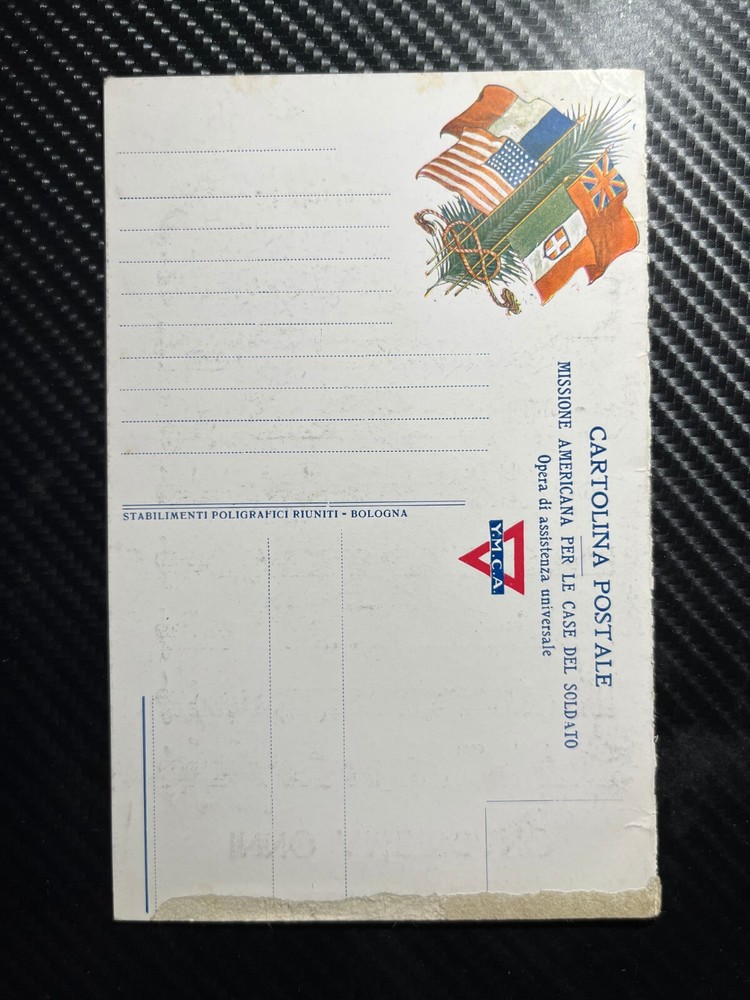 CARTOLINA POSTALE
MISSIONE AMERICANA PER LE CASE DEL SOLDATO
Opera di assistenza universale
Y.M.C.A.
STABILIMENTI POLIGRAFICI RIUNITI - BOLOGNA